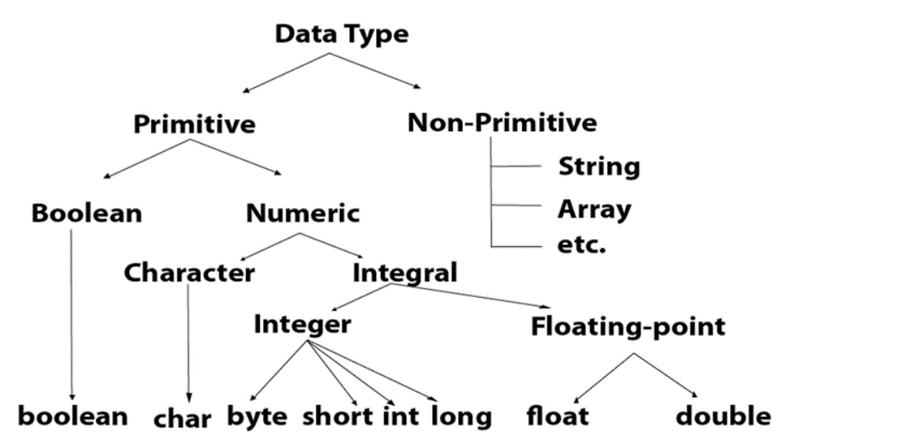 Data Type
Primitive
Non-Primitive
String
Boolean
Numeric
Array
etc.
Character
Integral
Integer
Floating-point
boolean
char
byte
short
int
long
float
double